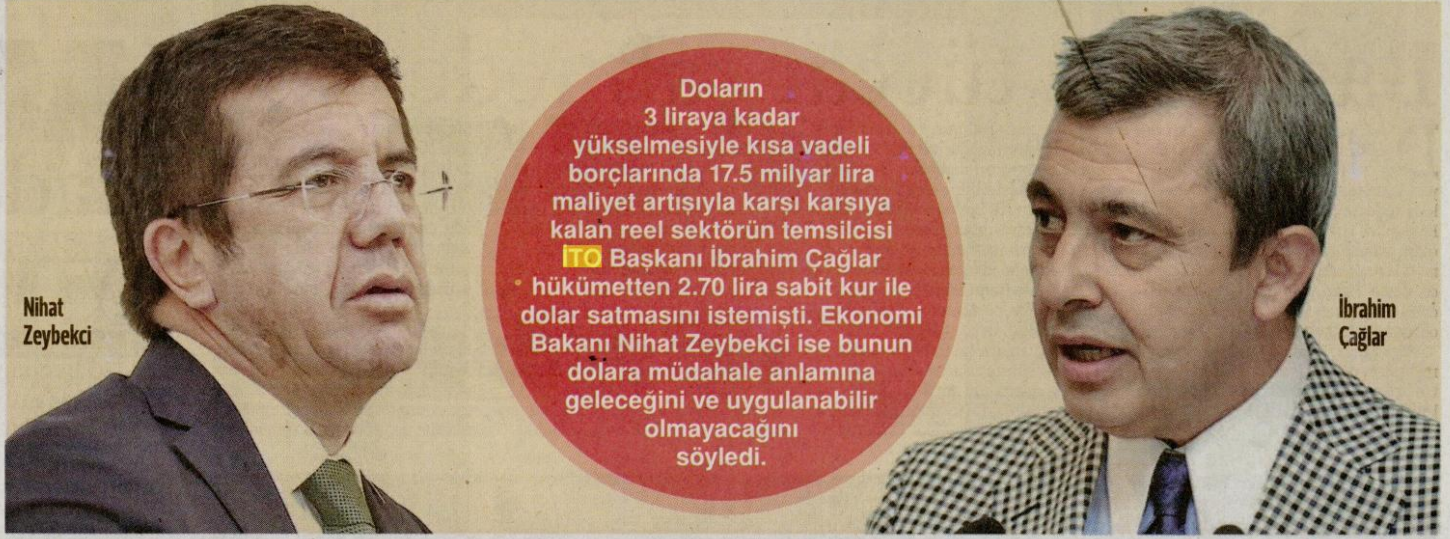 Doların
3 liraya kadar
yükselmesiyle kısa vadeli
borçlarında 17.5 milyar lira
maliyet artışıyla karşı karşıya
kalan reel sektörün temsilcisi
İTO Başkanı İbrahim Çağlar
hükümetten 2.70 lira sabit kur ile
dolar satmasını istemişti. Ekonomi
Bakanı Nihat Zeybekci ise bunun
dolara müdahale anlamına
geleceğini ve uygulanabilir
olmayacağını
söyledi.
Nihat
Zeybekci
İbrahim
Çağlar